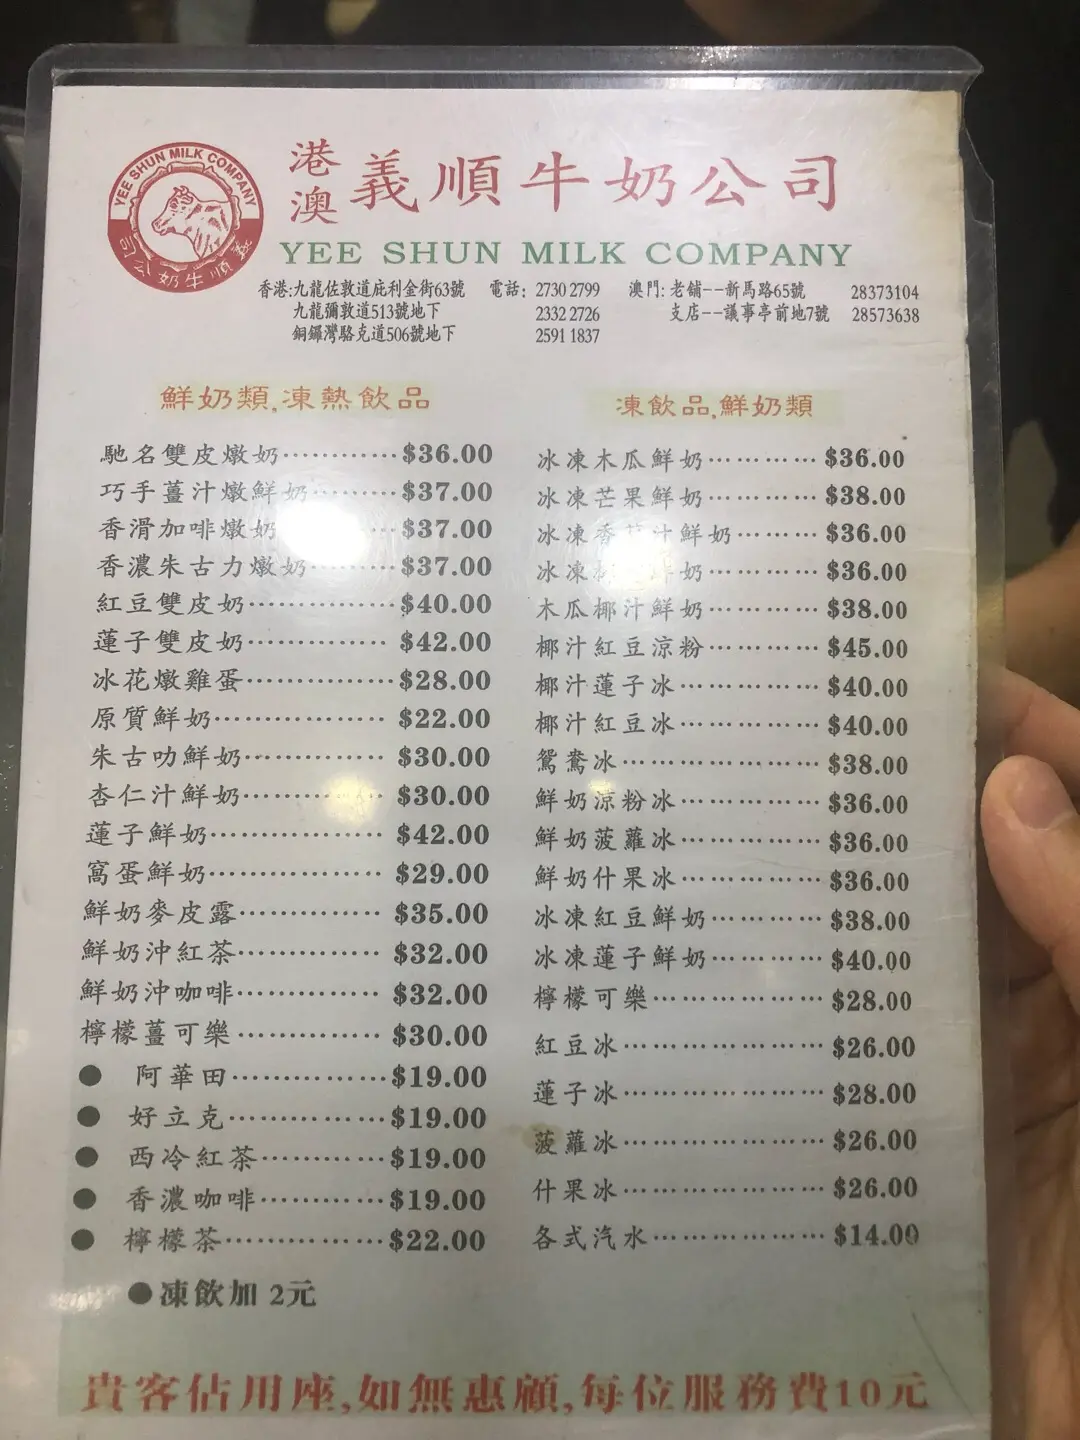 YEE SHUN MILK COMPANY
義順牛奶公司
港澳義順牛奶公司
YEE SHUN MILK COMPANY
香港:九龍佐敦道庇利金街63號 電話: 2730 2799 澳門: 老舖--新馬路65號 28373104
九龍彌敦道513號地下 2332 2726 支店--議事亭前地7號 28573638
銅鑼灣駱克道506號地下 2591 1837
鮮奶類,凍熱飲品
馳名雙皮燉奶············$36.00
巧手薑汁燉鮮奶·········$37.00
香滑加啡燉奶 ···$37.00
香濃朱古力燉奶 ······$37.00
紅豆雙皮奶···············$40.00
蓮子雙皮奶···············$42.00
冰花燉雞蛋···············$28.00
原質鮮奶·················· $22.00
朱古叻鮮奶···············$30.00
杏仁汁鮮奶···············$30.00
蓮子鮮奶·················· $42.00
窩蛋鮮奶·················· $29.00
鮮奶麥皮露··············· $35.00
鮮奶沖紅茶··············· $32.00
鮮奶沖咖啡··············· $32.00
檸檬薑可樂··············· $30.00
● 阿華田··················$19.00
● 好立克··················$19.00
● 西冷紅茶···············$19.00
● 香濃咖啡···············$19.00
● 檸檬茶··················$22.00
●凍飲加 2元
凍飲品,鮮奶類
冰凍木瓜鮮奶············ $36.00
冰凍芒果鮮奶············ $38.00
冰凍香 汁鮮奶········· $36.00
冰凍 奶············ $36.00
木瓜椰汁鮮奶············ $38.00
椰汁紅豆涼粉············ $45.00
椰汁蓮子冰··············· $40.00
椰汁紅豆冰··············· $40.00
鴛鴦冰····················· $38.00
鮮奶涼粉冰··············· $36.00
鮮奶菠蘿冰··············· $36.00
鮮奶什果冰··············· $36.00
冰凍紅豆鮮奶············ $38.00
冰凍蓮子鮮奶············ $40.00
檸檬可樂·················· $28.00
紅豆冰····················· $26.00
蓮子冰····················· $28.00
菠蘿冰····················· $26.00
什果冰····················· $26.00
各式汽水·················· $14.00
貴客佔用座,如無惠顧,每位服務費10元